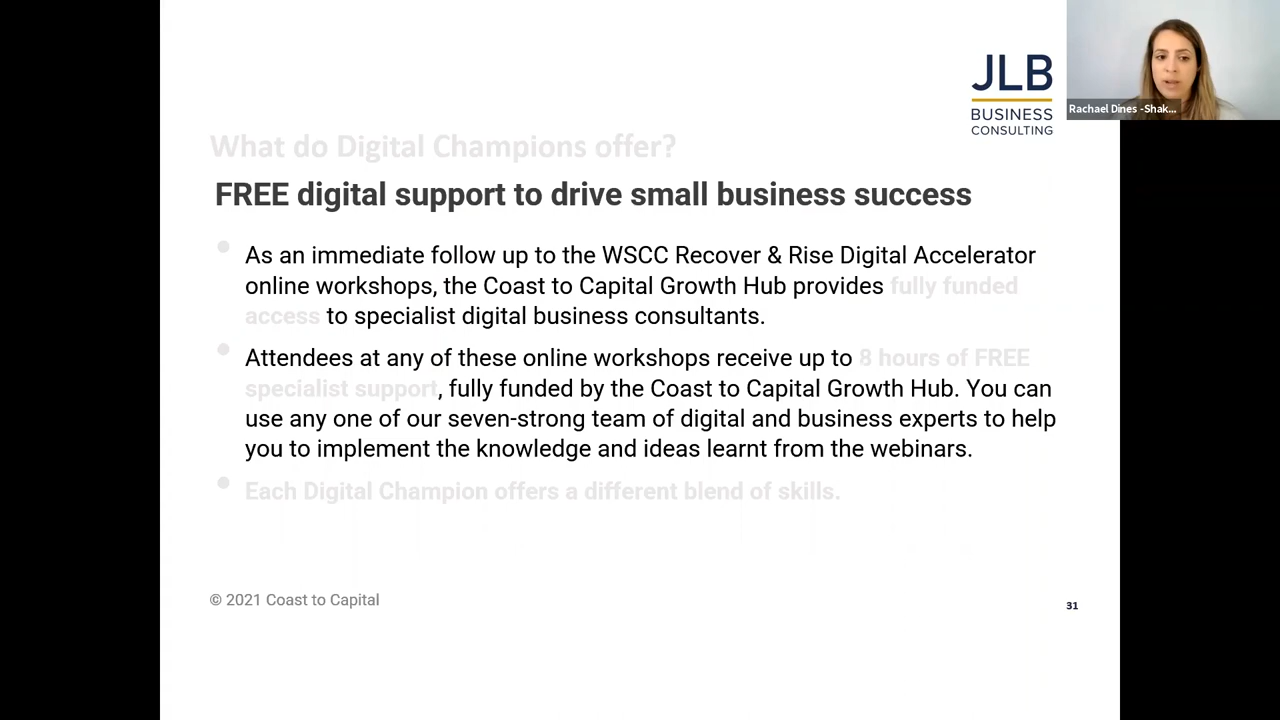 JLB
BUSINESS
CONSULTING
Rachael Dines -Shak...
What do Digital Champions offer?
FREE digital support to drive small business success
As an immediate follow up to the WSCC Recover & Rise Digital Accelerator
online workshops, the Coast to Capital Growth Hub provides fully funded
access to specialist digital business consultants.
Attendees at any of these online workshops receive up to 8 hours of FREE
specialist support, fully funded by the Coast to Capital Growth Hub. You can
use any one of our seven-strong team of digital and business experts to help
you to implement the knowledge and ideas learnt from the webinars.
Each Digital Champion offers a different blend of skills.
© 2021 Coast to Capital
31